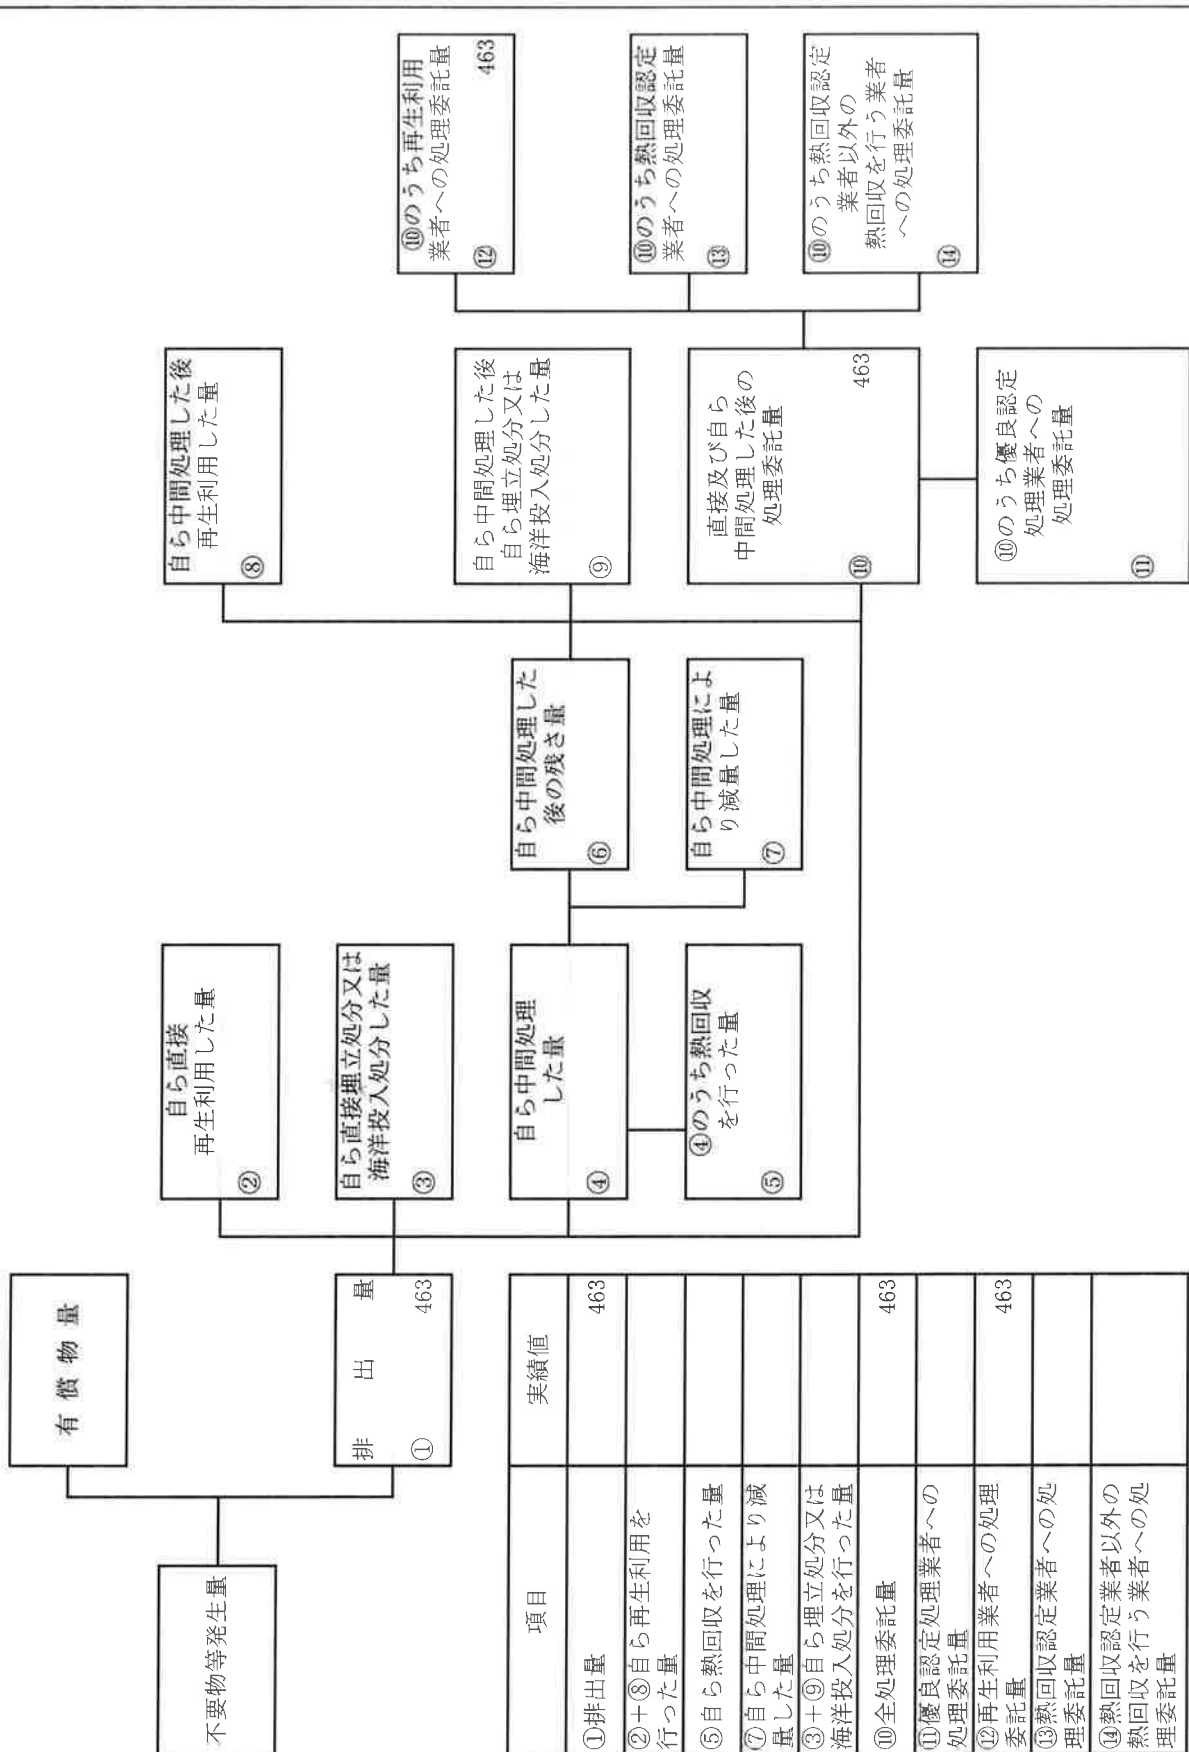 不要物等発生量
有償物量
排出量
① 463
自ら直接
再生利用した量
②
自ら直接埋立処分又は
海洋投入処分した量
③
自ら中間処理
した量
④
④のうち熱回収
を行った量
⑤
自ら中間処理した
後の残さ量
⑥
自ら中間処理によ
り減量した量
⑦
自ら中間処理した後
再生利用した量
⑧
自ら中間処理した後
自ら埋立処分又は
海洋投入処分した量
⑨
直接及び自ら
中間処理した後の
処理委託量
⑩ 463
⑩のうち優良認定
処理業者への
処理委託量
⑪
⑩のうち再生利用
業者への処理委託量
⑫ 463
⑩のうち熱回収認定
業者への処理委託量
⑬
⑩のうち熱回収認定
業者以外の
熱回収を行う業者
への処理委託量
⑭
項目 実績値
①排出量 463
②+⑧自ら再生利用を
行った量
⑤自ら熱回収を行った量
⑦自ら中間処理により減
量した量
③+⑨自ら埋立処分又は
海洋投入処分を行った量
⑩全処理委託量 463
⑪優良認定処理業者への
処理委託量
⑫再生利用業者への処理
委託量 463
⑬熱回収認定業者への処
理委託量
⑭熱回収認定業者以外の
熱回収を行う業者への処
理委託量